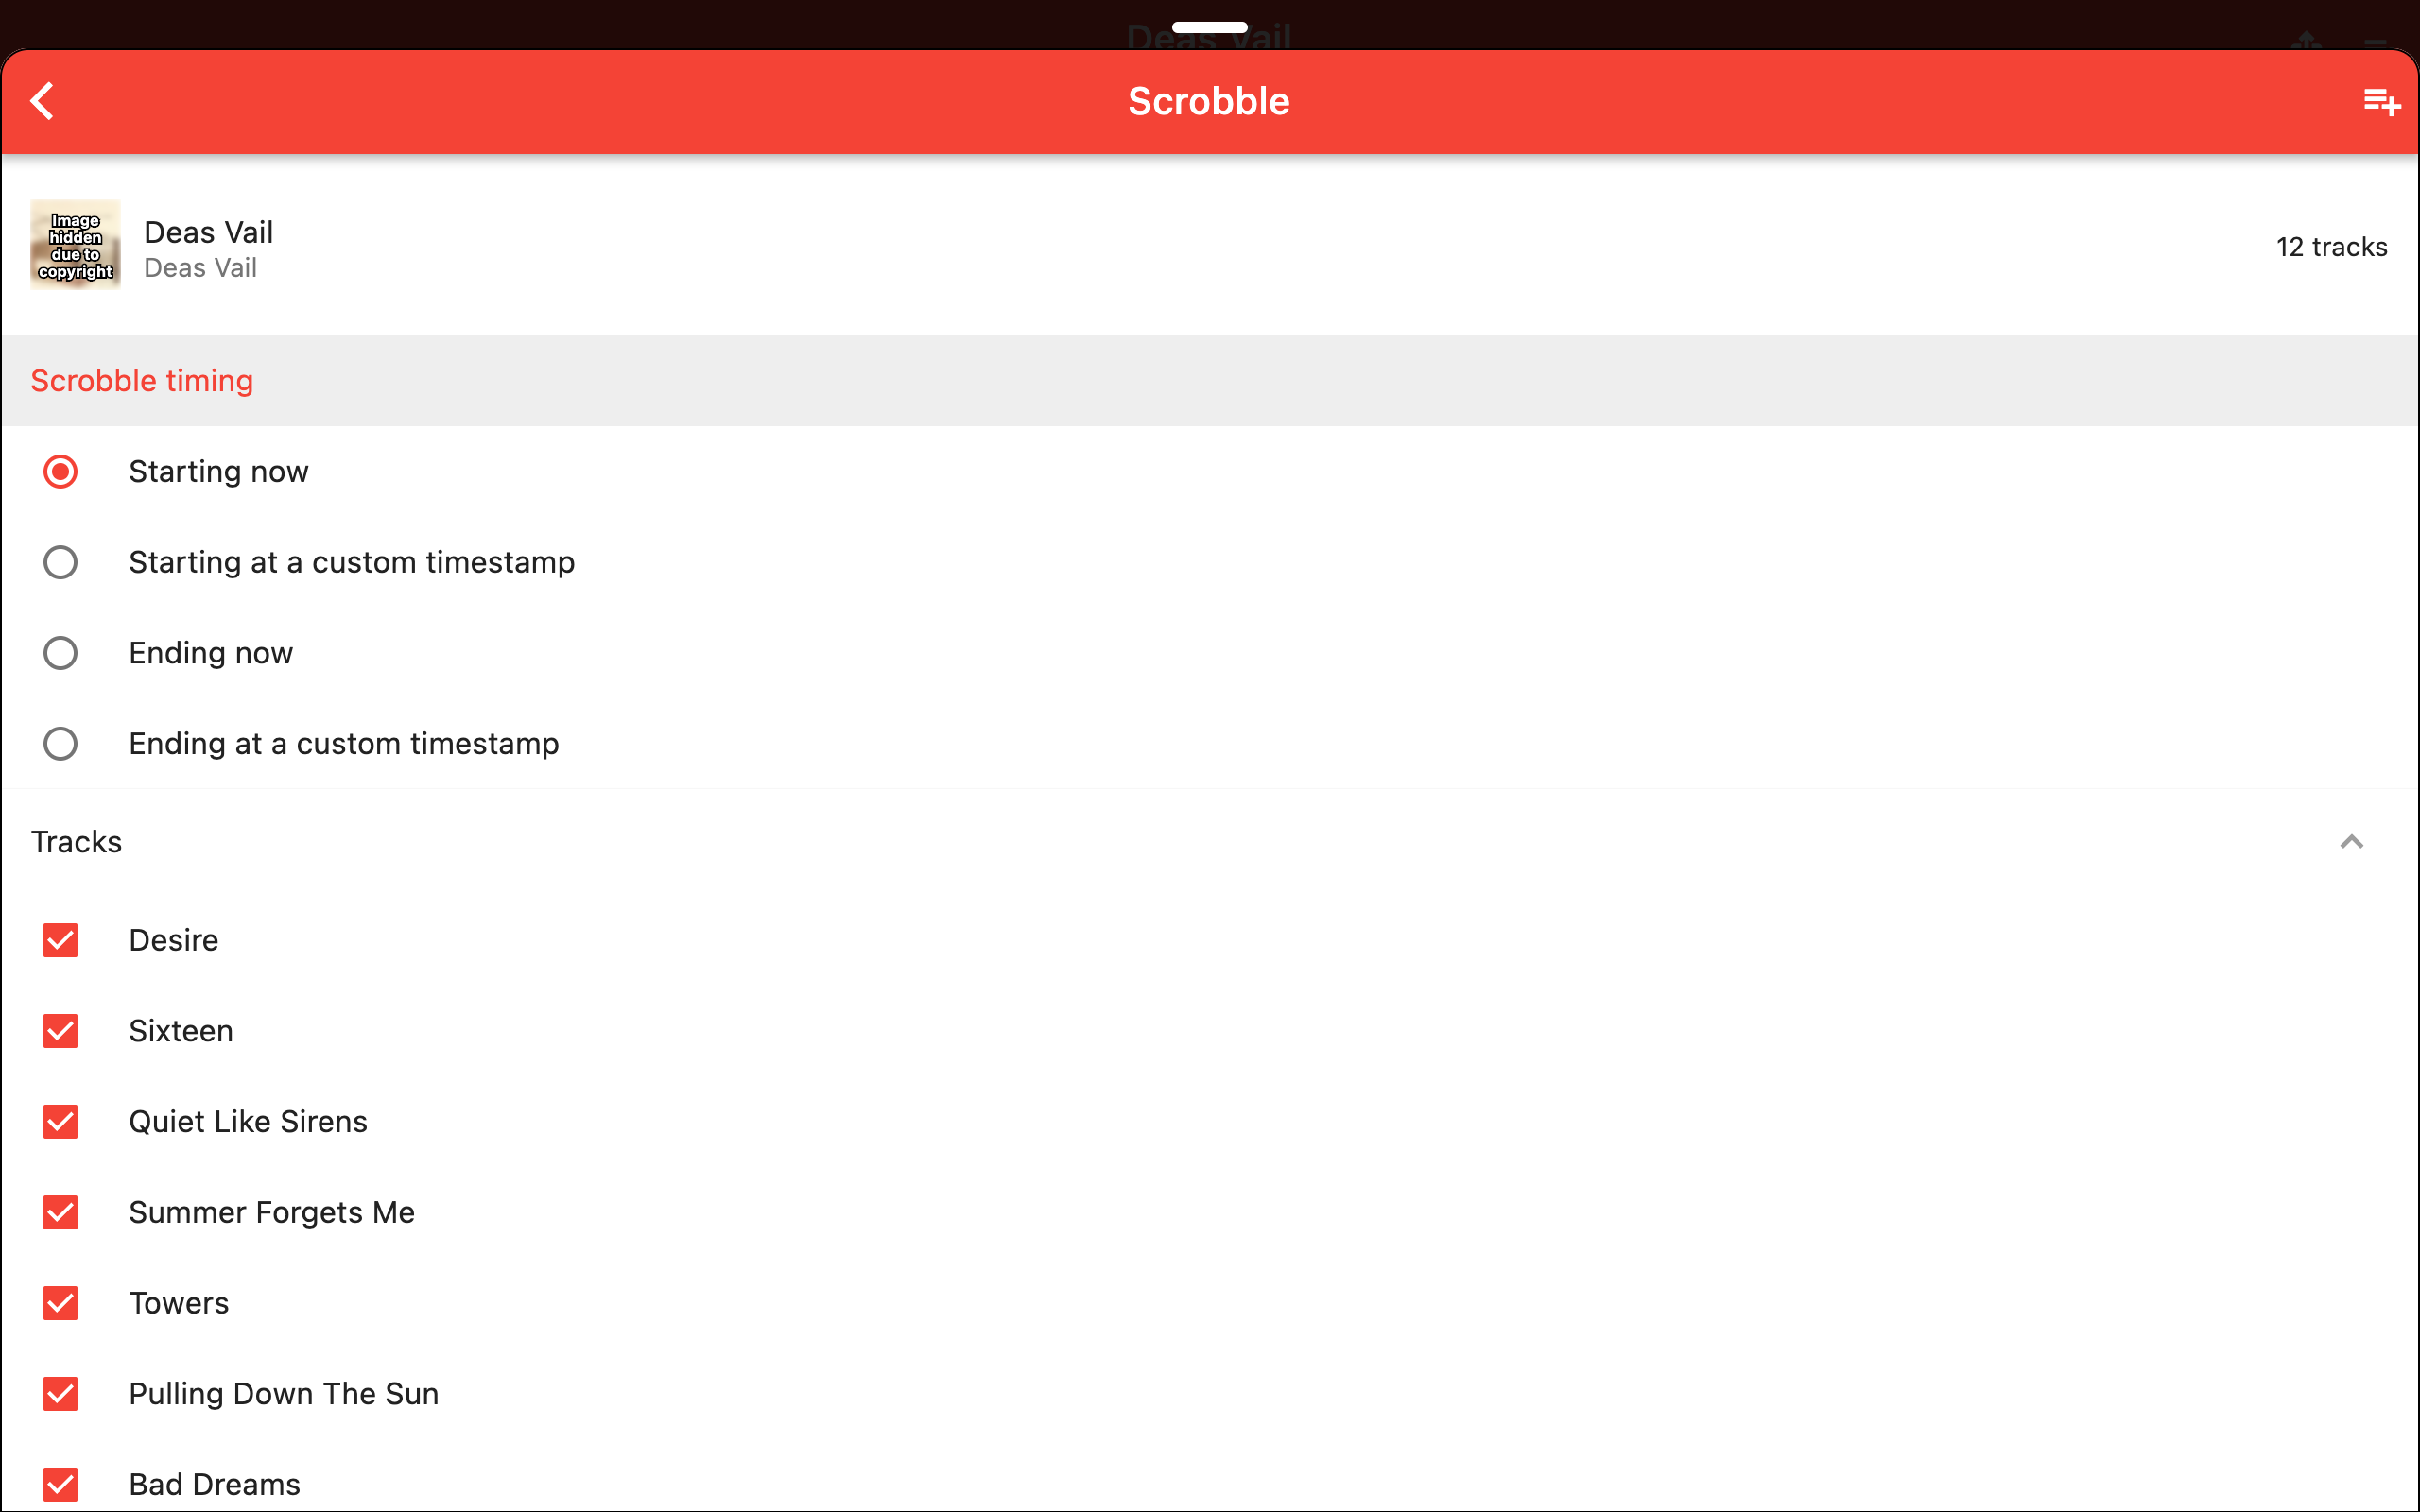 Deas Vail
Scrobble
Image
hidden
due to
copyright
Deas Vail
Deas Vail
12 tracks
Scrobble timing
Starting now
Starting at a custom timestamp
Ending now
Ending at a custom timestamp
Tracks
Desire
Sixteen
Quiet Like Sirens
Summer Forgets Me
Towers
Pulling Down The Sun
Bad Dreams